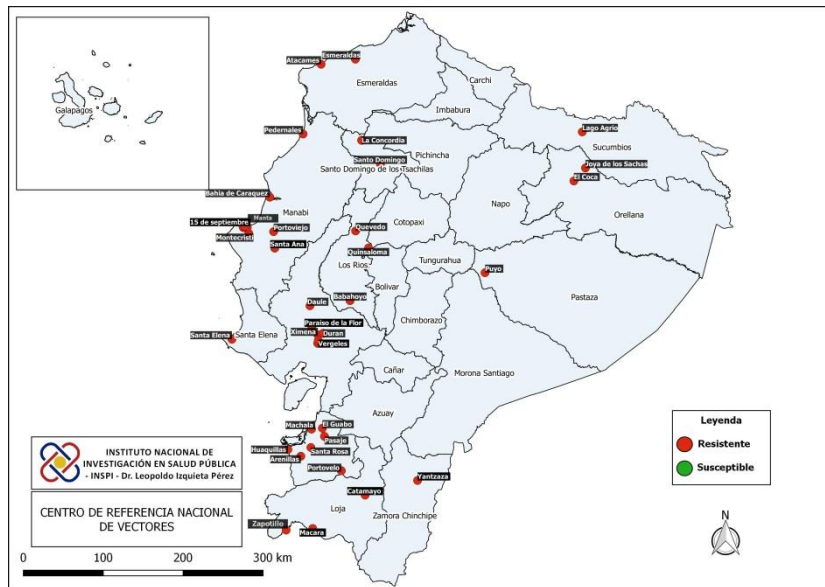 Esmeraldas
Atacames
Esmeraldas
Carchi
Imbabura
Galapagos
Pedernales
La Concordia
Lago Agrio
Sucumbios
Pichincha
Santo Domingo
Santo Domingo de los Tsachilas
Joya de los Sachas
El Coca
Napo
Orellana
Bahia de Caraquez
Manabi
Cotopaxi
15 de septiembre
Manta
Montecristi
Portoviejo
Quevedo
Santa Ana
Quinsaloma
Los Rios
Tungurahua
Puyo
Bolivar
Pastaza
Babahoyo
Daule
Chimborazo
Paraiso de la Flor
Ximena
Duran
Vergeles
Santa Elena
Santa Elena
Cañar
Morona Santiago
Azuay
Machala
El Guabo
Pasaje
Huaquillas
Santa Rosa
Arenillas
Portovelo
Yantzaza
Catamayo
Loja
Zamora Chinchipe
Zapotillo
Macara
Leyenda
Resistente
Susceptible
INSTITUTO NACIONAL DE
INVESTIGACIÓN EN SALUD PÚBLICA
- INSPI - Dr. Leopoldo Izquieta Pérez
CENTRO DE REFERENCIA NACIONAL
DE VECTORES
N
0 100 200 300 km